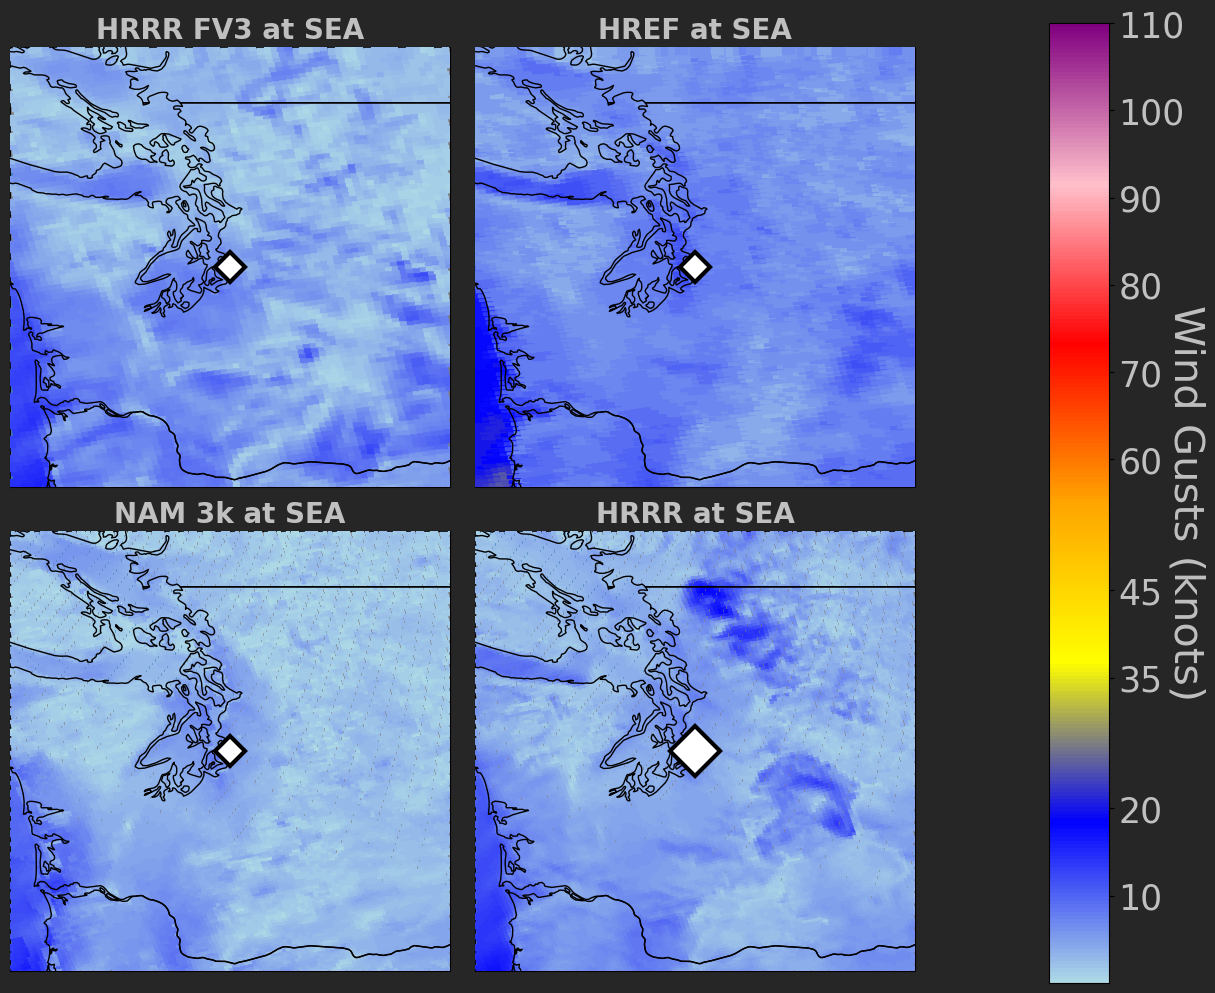 HRRR FV3 at SEA
HREF at SEA
NAM 3k at SEA
HRRR at SEA
110
100
90
80
70
60
45
35
20
10
Wind Gusts (knots)